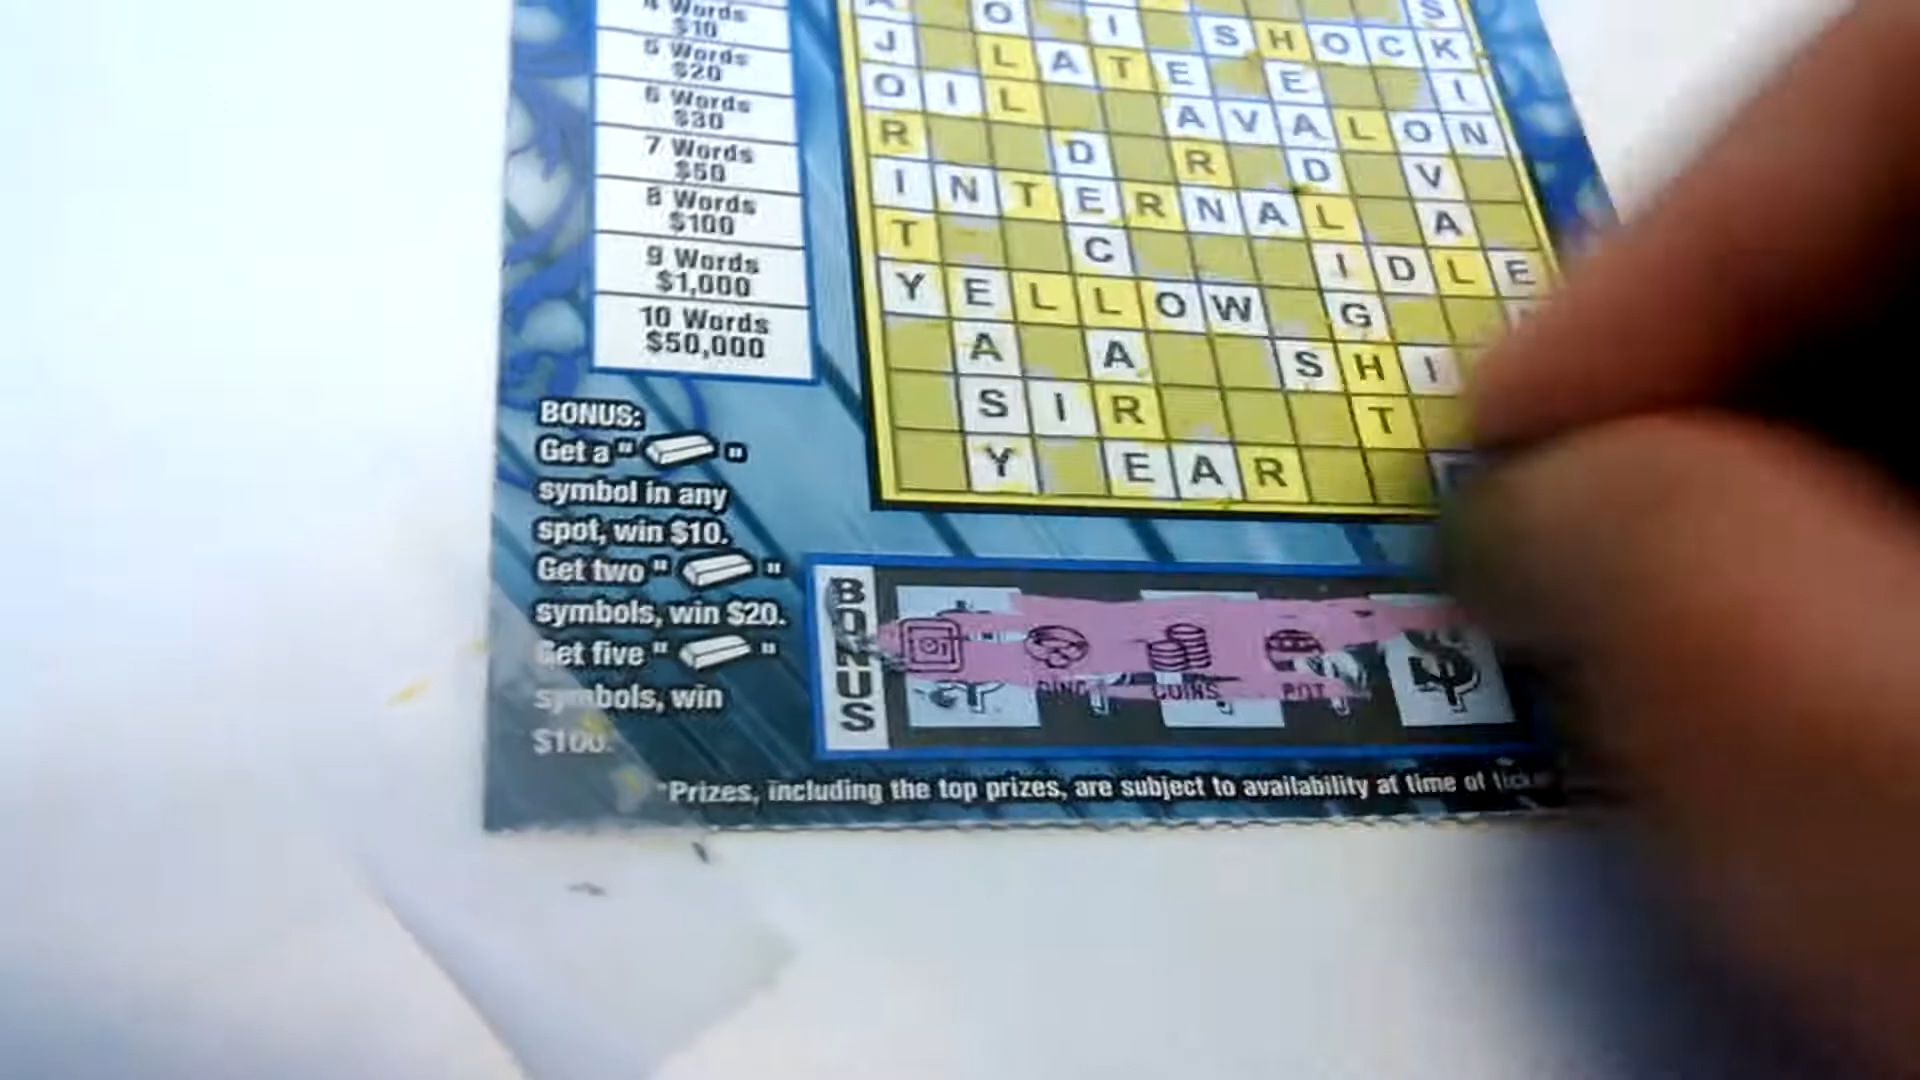 4 Words
$10
5 Words
$20
6 Words
$30
7 Words
$50
8 Words
$100
9 Words
$1,000
10 Words
$50,000
O I S
J L A T E SHOCK
O I L E I
R D A V A L O N
I N T E R N A L D V
T C I A
Y E L L O W G I D L E
A A S H I
S I R T
Y E A R
BONUS:
Get a " "
symbol in any
spot, win $10.
Get two " "
symbols, win $20.
Get five " "
symbols, win
$100.
BONUS
RING COINS POT
*Prizes, including the top prizes, are subject to availability at time of